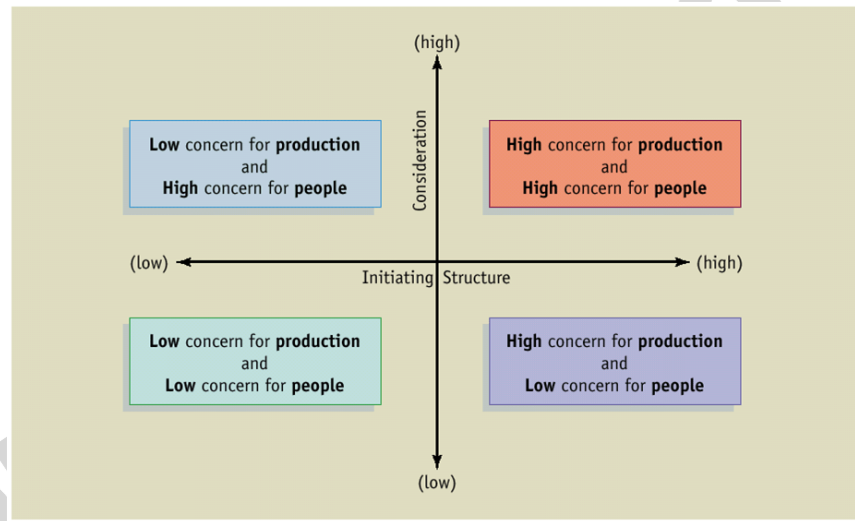 (high)
Consideration
Low concern for production
and
High concern for people
High concern for production
and
High concern for people
(low)
(high)
Initiating Structure
Low concern for production
and
Low concern for people
High concern for production
and
Low concern for people
(low)